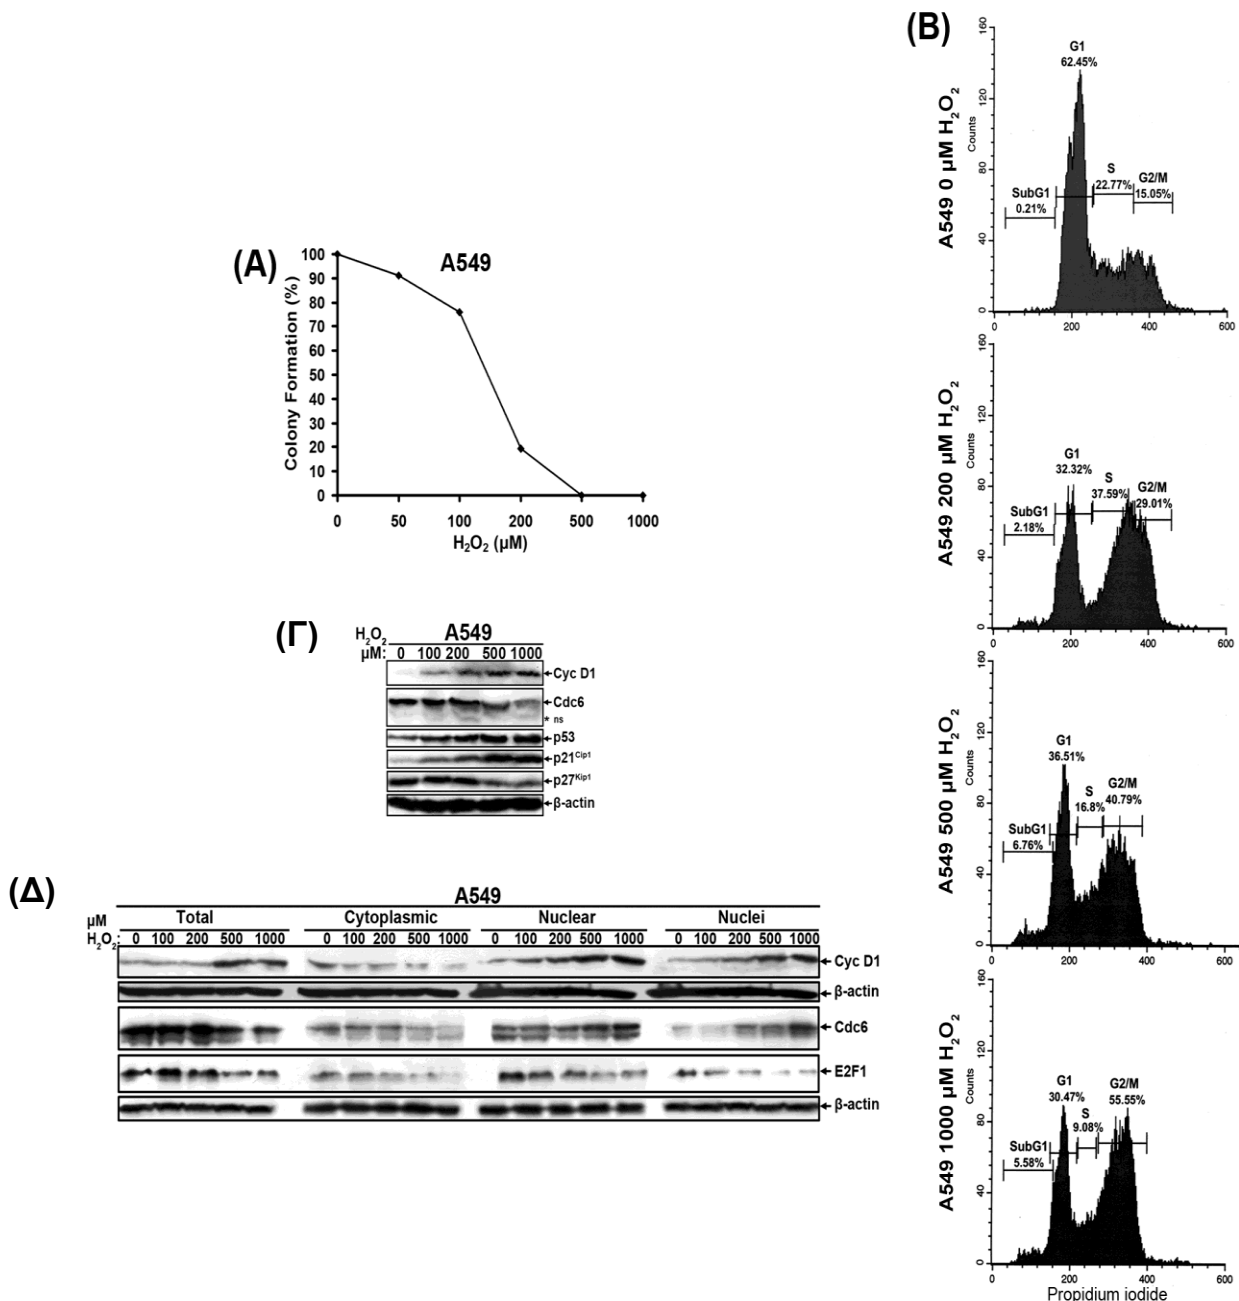 (A)
A549
Colony Formation (%)
100
90
80
70
60
50
40
30
20
10
0
0 50 100 200 500 1000
H₂O₂ (µM)
(B)
A549 0 µM H₂O₂
Counts
160
120
80
40
0
G1
62.45%
S
22.77%
G2/M
15.05%
SubG1
0.21%
0 200 400 600
A549 200 µM H₂O₂
Counts
160
120
80
40
0
G1
32.32%
S
37.59%
G2/M
29.01%
SubG1
2.18%
0 200 400 600
A549 500 µM H₂O₂
Counts
160
120
80
40
0
G1
36.51%
S
16.8%
G2/M
40.79%
SubG1
6.76%
0 200 400 600
A549 1000 µM H₂O₂
Counts
160
120
80
40
0
G1
30.47%
S
9.08%
G2/M
55.55%
SubG1
5.58%
0 200 400 600
Propidium iodide
(Γ)
A549
H₂O₂
µM: 0 100 200 500 1000
Cyc D1
Cdc6
* ns
p53
p21Cip1
p27Kip1
β-actin
(Δ)
A549
µM Total Cytoplasmic Nuclear Nuclei
H₂O₂: 0 100 200 500 1000 0 100 200 500 1000 0 100 200 500 1000 0 100 200 500 1000
Cyc D1
β-actin
Cdc6
E2F1
β-actin